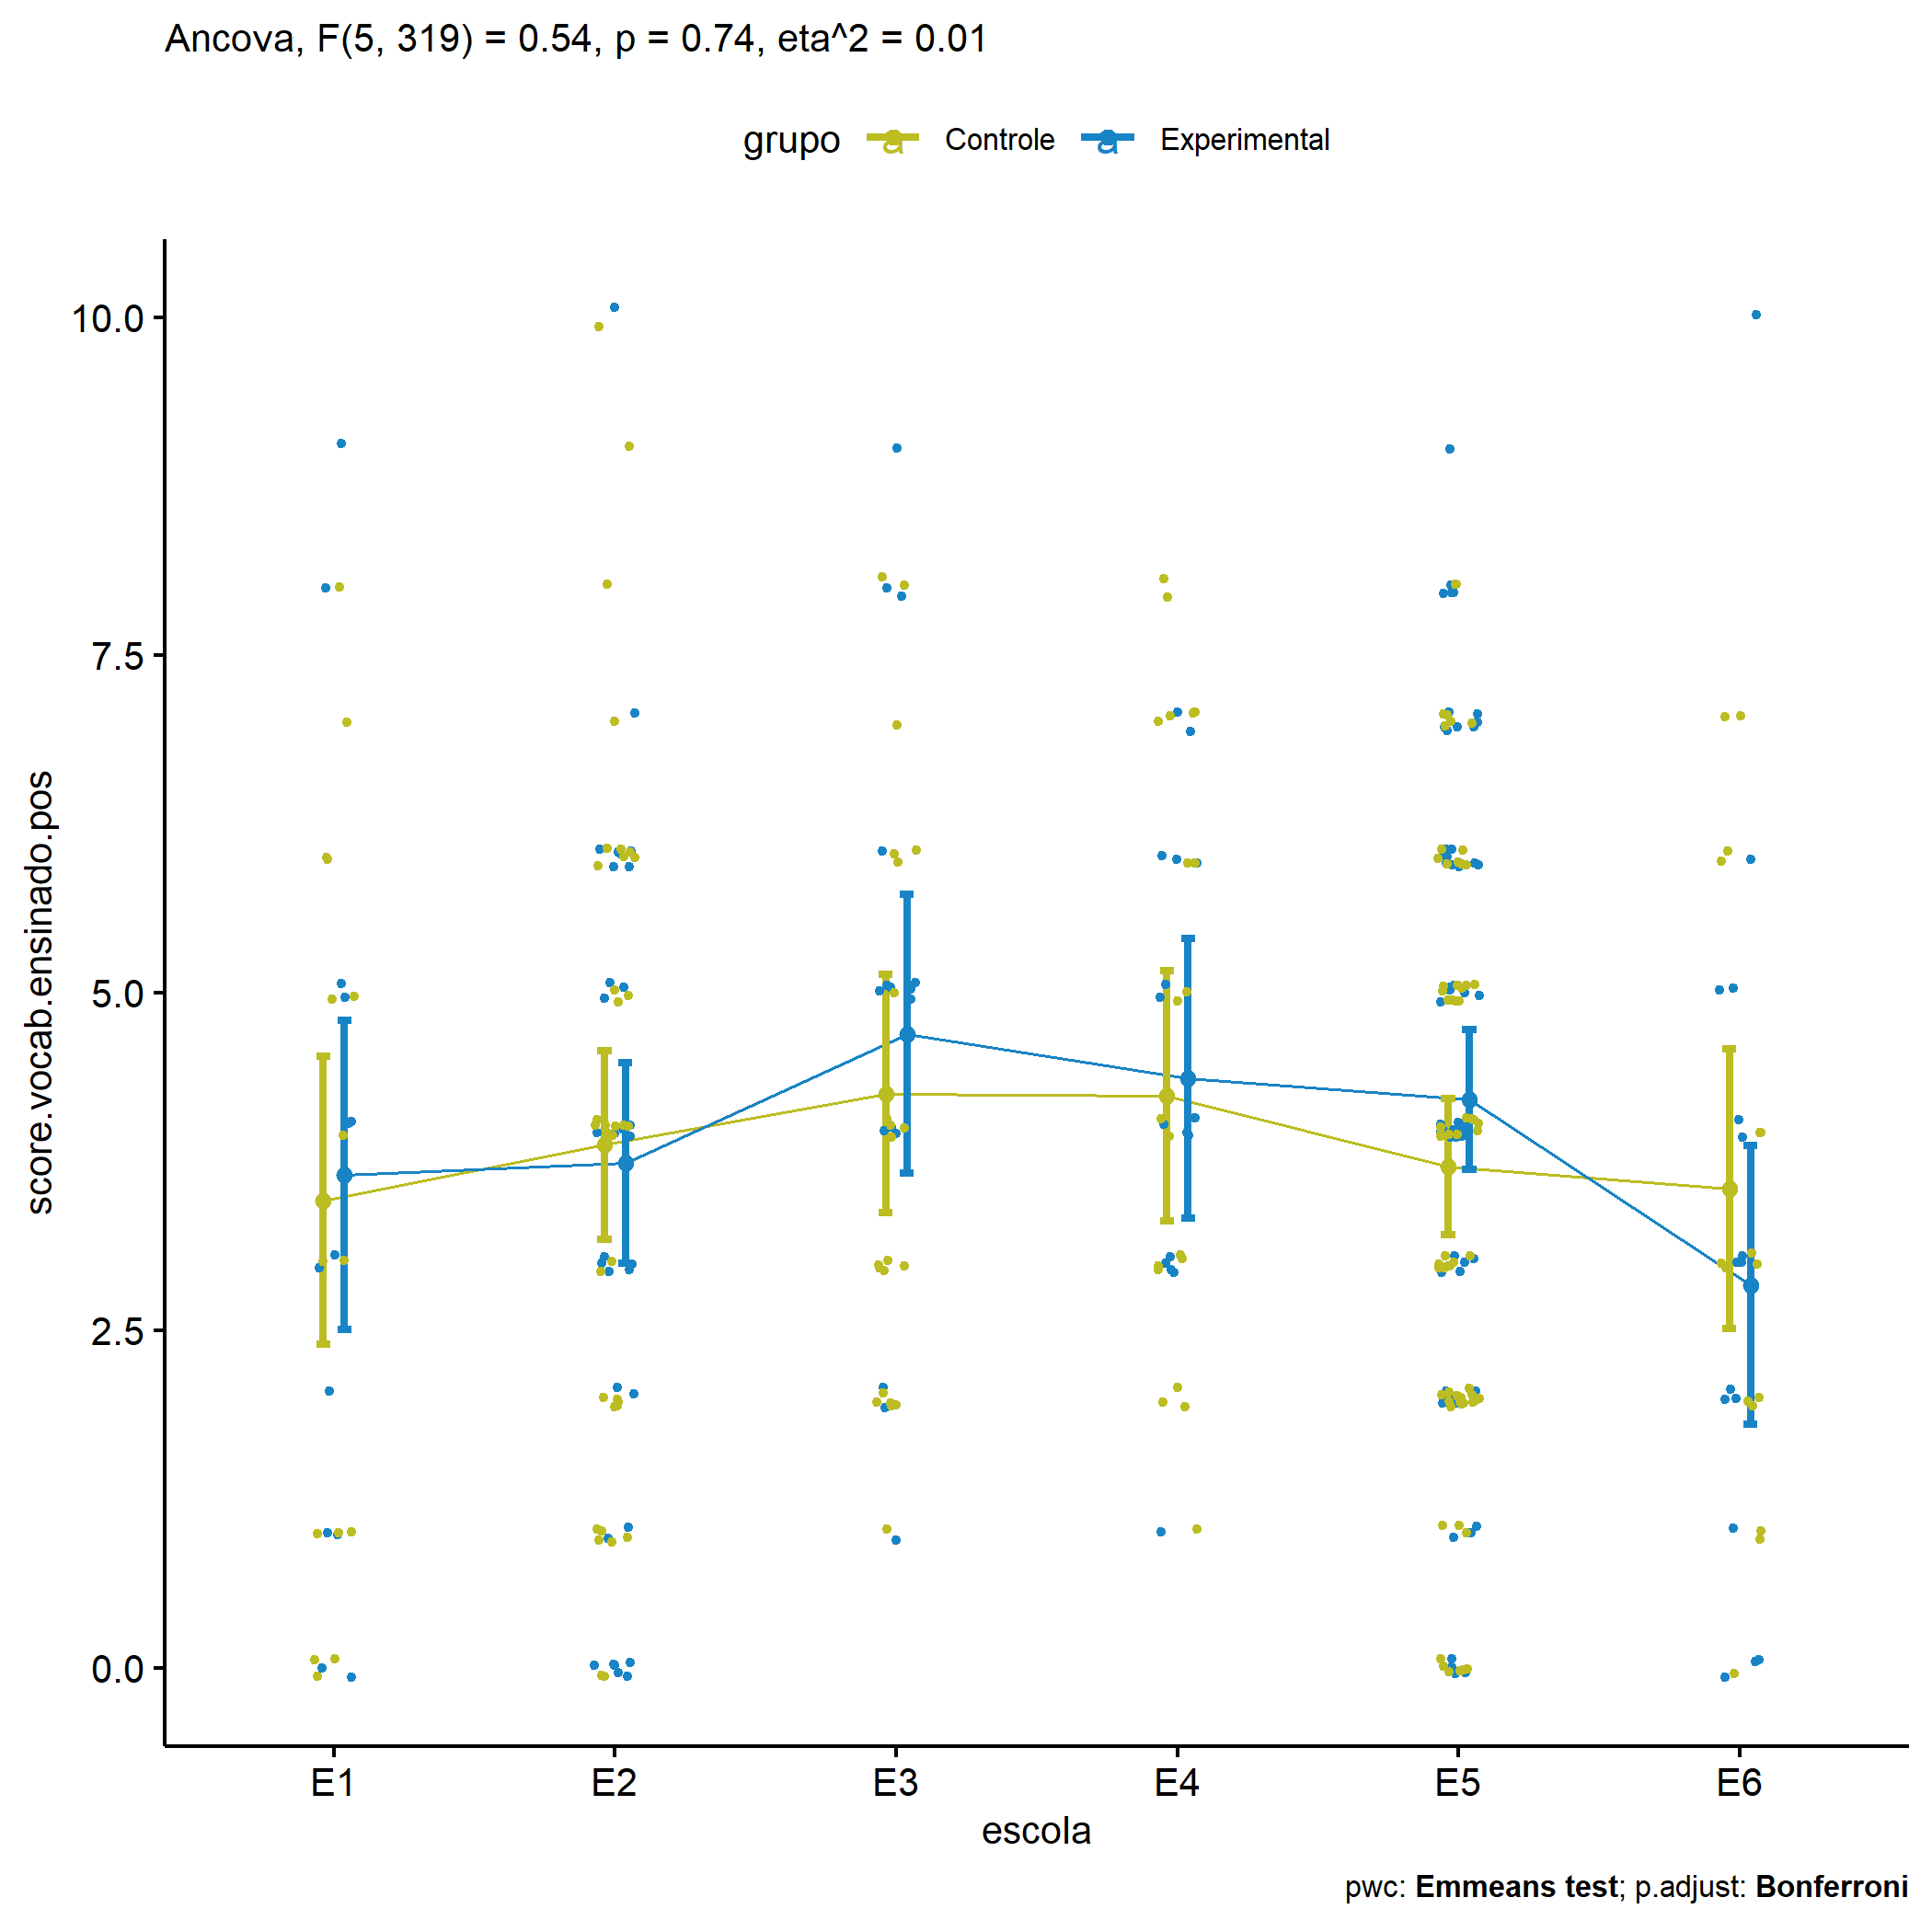 Ancova, F(5, 319) = 0.54, p = 0.74, eta^2 = 0.01
grupo a Controle a Experimental
10.0
7.5
5.0
2.5
0.0
score.vocab.ensinado.pos
E1 E2 E3 E4 E5 E6
escola
pwc: Emmeans test; p.adjust: Bonferroni